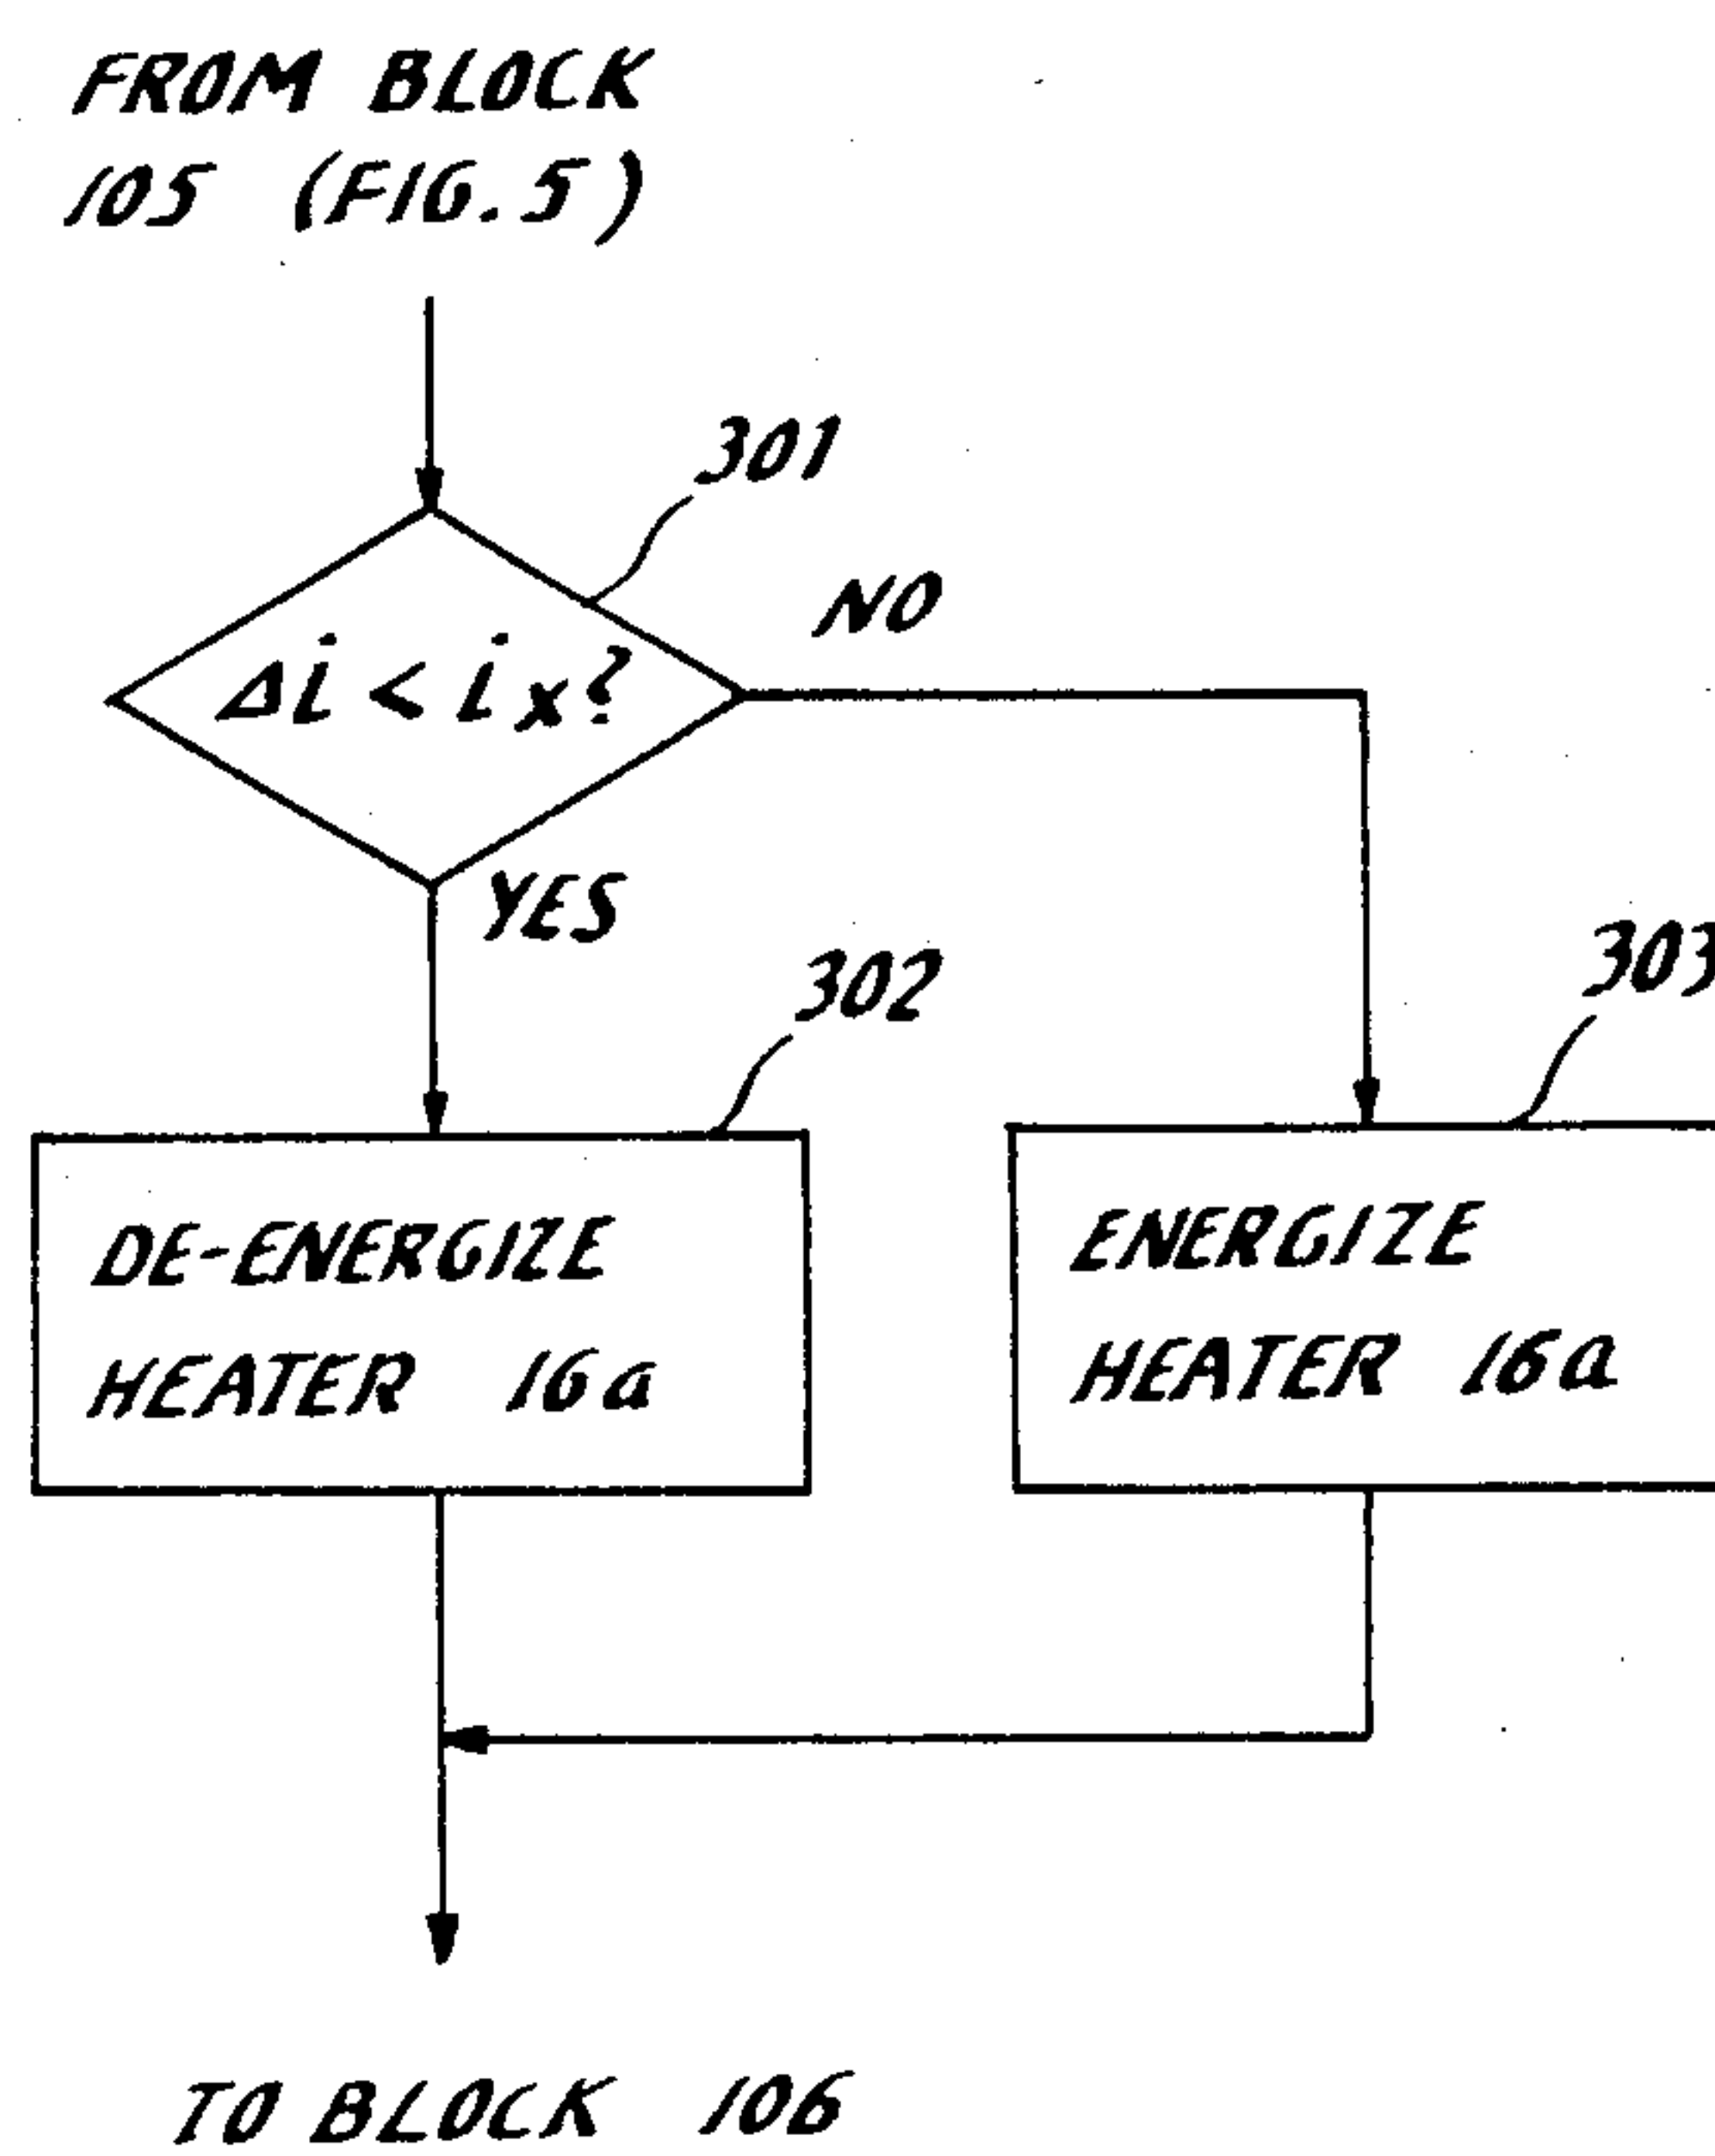 FROM BLOCK
105 (FIG. 5)
301
NO
Δi < ix?
YES
302
303
DE-ENERGIZE
HEATER 16a
ENERGIZE
HEATER 16a
TO BLOCK 106